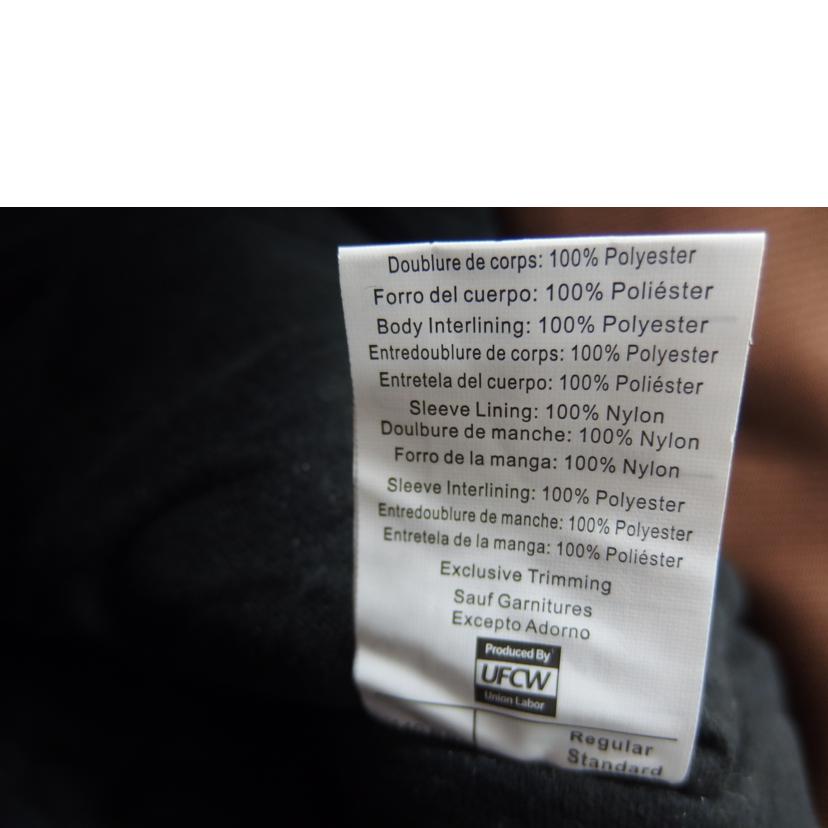 Doublure de corps: 100% Polyester
Forro del cuerpo: 100% Poliéster
Body Interlining: 100% Polyester
Entredoublure de corps: 100% Polyester
Entretela del cuerpo: 100% Poliéster
Sleeve Lining: 100% Nylon
Doulbure de manche: 100% Nylon
Forro de la manga: 100% Nylon
Sleeve Interlining: 100% Polyester
Entredoublure de manche: 100% Polyester
Entretela de la manga: 100% Poliéster
Exclusive Trimming
Sauf Garnitures
Excepto Adorno
Produced By
UFCW
Union Labor
Regular
Standard